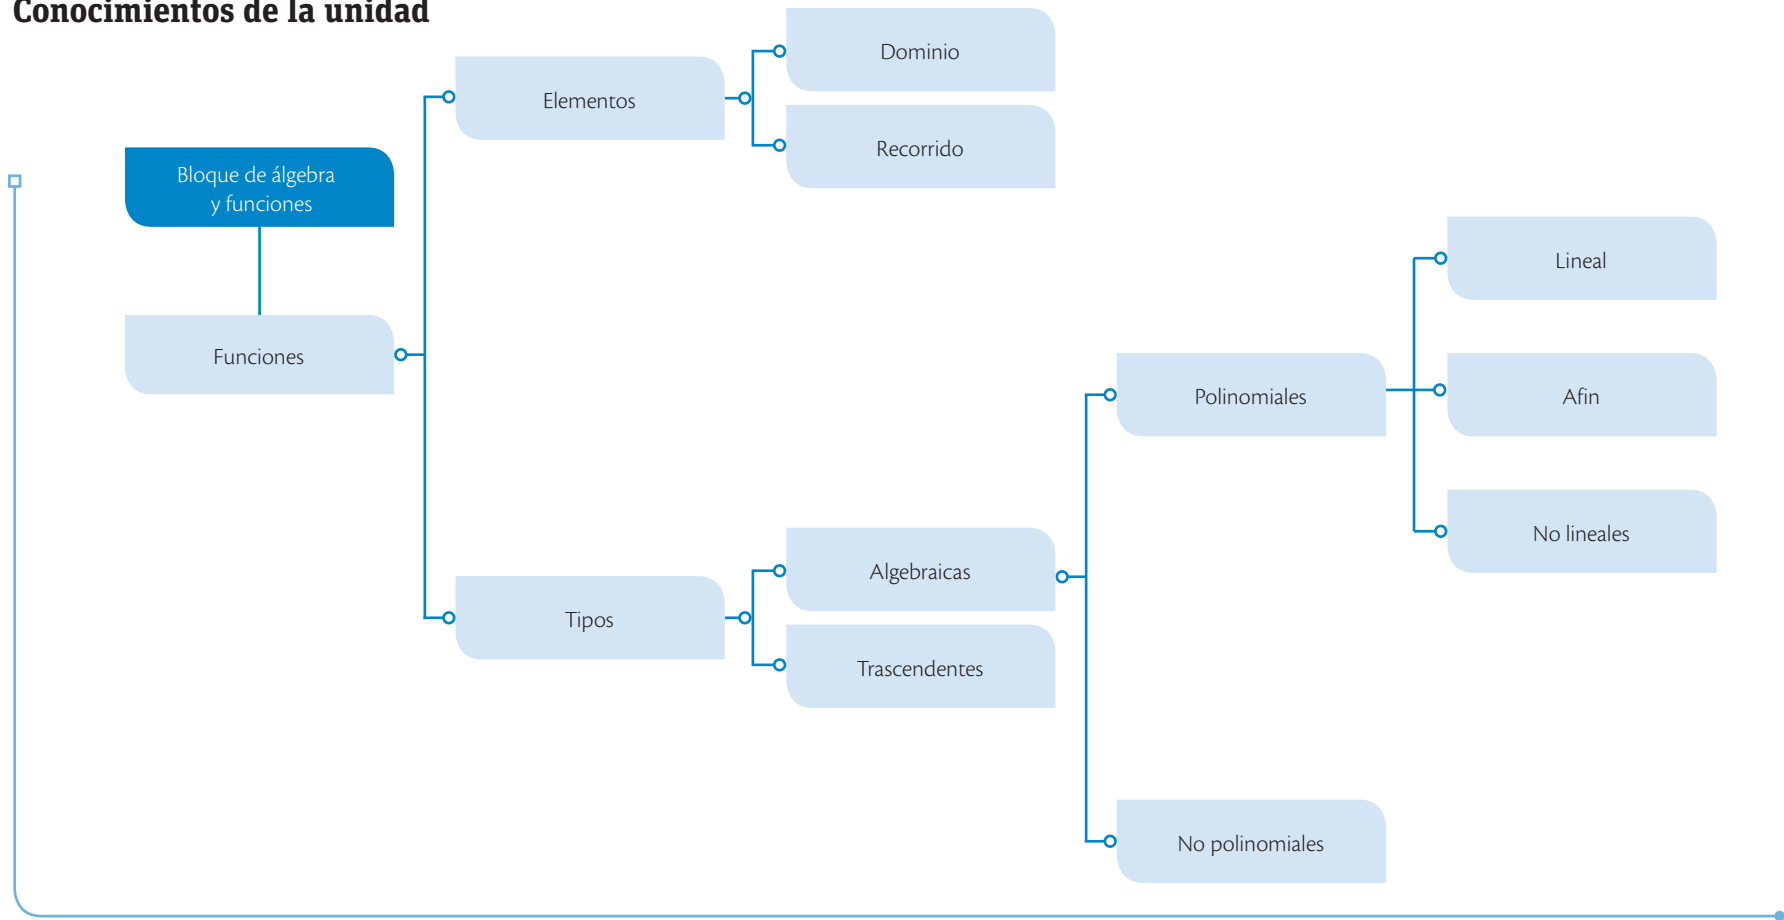 Conocimientos de la unidad
Bloque de álgebra
y funciones
Funciones
Elementos
Dominio
Recorrido
Tipos
Algebraicas
Trascendentes
Polinomiales
Lineal
Afin
No lineales
No polinomiales